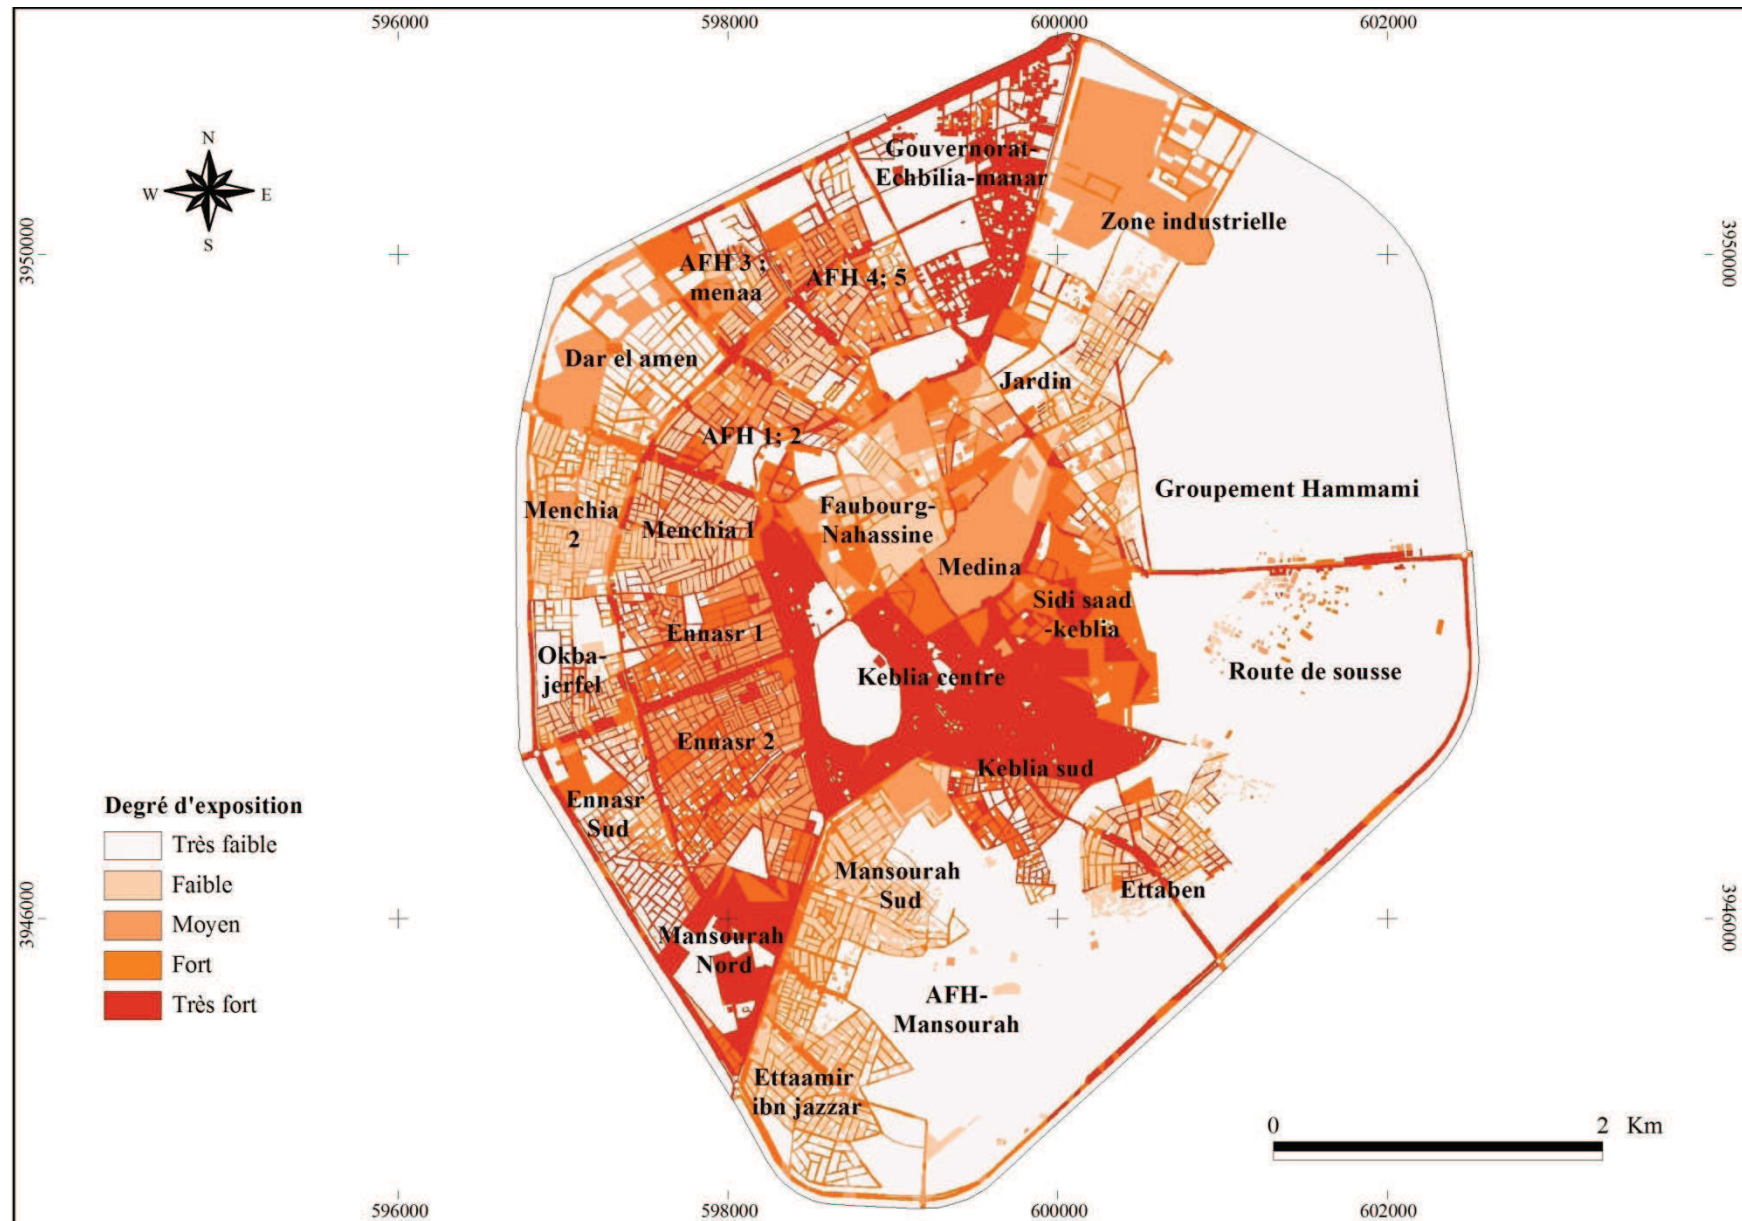 596000
598000
600000
602000
N
W
E
S
Gouvernorat-
Echbilia-manar
Zone industrielle
3950000
3950000
AFH 3 ;
menaa
AFH 4; 5
Dar el amen
Jardin
AFH 1; 2
Groupement Hammami
Menchia
2
Menchia 1
Faubourg-
Nahassine
Medina
Sidi saad
-keblia
Ennasr 1
Okba-
jerfel
Keblia centre
Route de sousse
Ennasr 2
Keblia sud
Ennasr
Sud
Degré d'exposition
Très faible
Faible
Moyen
Fort
Très fort
Mansourah
Sud
Ettaben
3946000
3946000
Mansourah
Nord
AFH-
Mansourah
Ettaamir
ibn jazzar
0
2
Km
596000
598000
600000
602000